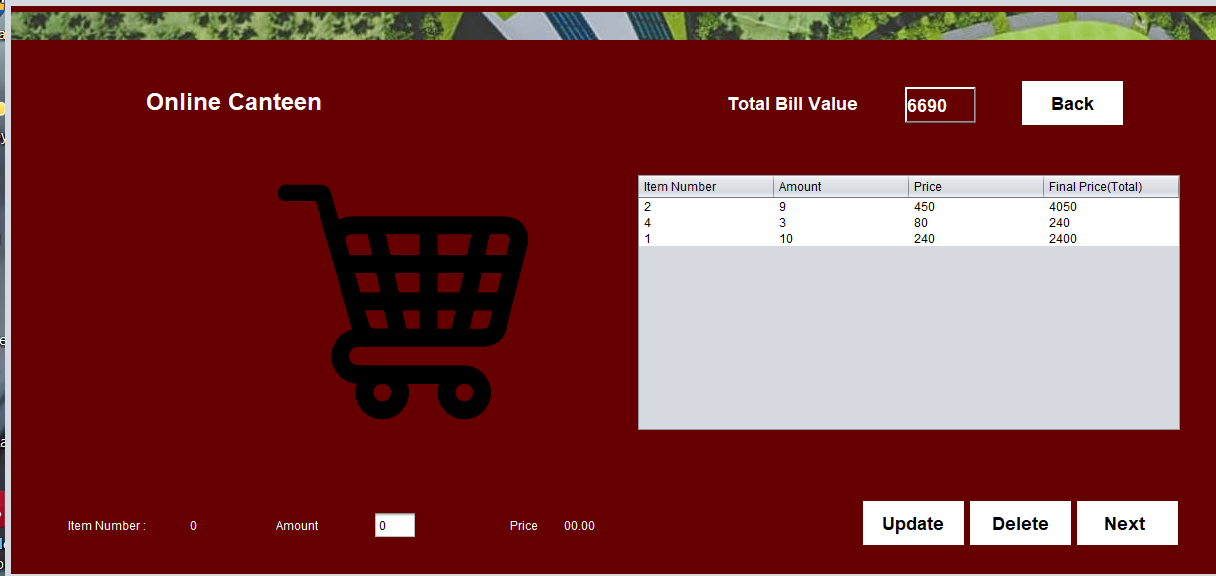 Online Canteen
Total Bill Value 6690 Back
Item Number Amount Price Final Price(Total)
2 9 450 4050
4 3 80 240
1 10 240 2400
Item Number : 0 Amount 0 Price 00.00
Update Delete Next